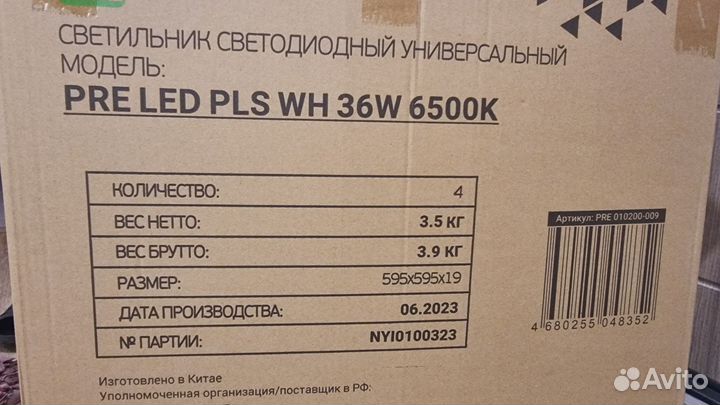 СВЕТИЛЬНИК СВЕТОДИОДНЫЙ УНИВЕРСАЛЬНЫЙ
МОДЕЛЬ:
PRE LED PLS WH 36W 6500K
КОЛИЧЕСТВО: 4
ВЕС НЕТТО: 3.5 КГ
ВЕС БРУТТО: 3.9 КГ
РАЗМЕР: 595x595x19
ДАТА ПРОИЗВОДСТВА: 06.2023
№ ПАРТИИ: NYI0100323
Артикул: PRE 010200-009
4 680255 048352
Изготовлено в Китае
Уполномоченная организация/поставщик в РФ:
Avito